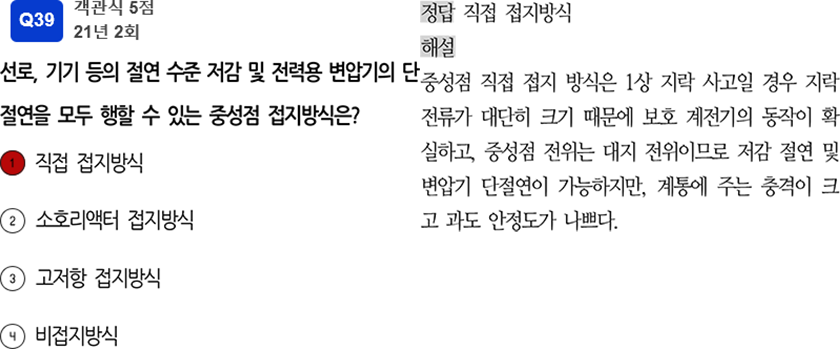 Q39
객관식 5점
21년 2회
선로, 기기 등의 절연 수준 저감 및 전력용 변압기의 단
절연을 모두 행할 수 있는 중성점 접지방식은?
1 직접 접지방식
2 소호리액터 접지방식
3 고저항 접지방식
4 비접지방식
정답 직접 접지방식
해설
중성점 직접 접지 방식은 1상 지락 사고일 경우 지락
전류가 대단히 크기 때문에 보호 계전기의 동작이 확
실하고, 중성점 전위는 대지 전위이므로 저감 절연 및
변압기 단절연이 가능하지만, 계통에 주는 충격이 크
고 과도 안정도가 나쁘다.